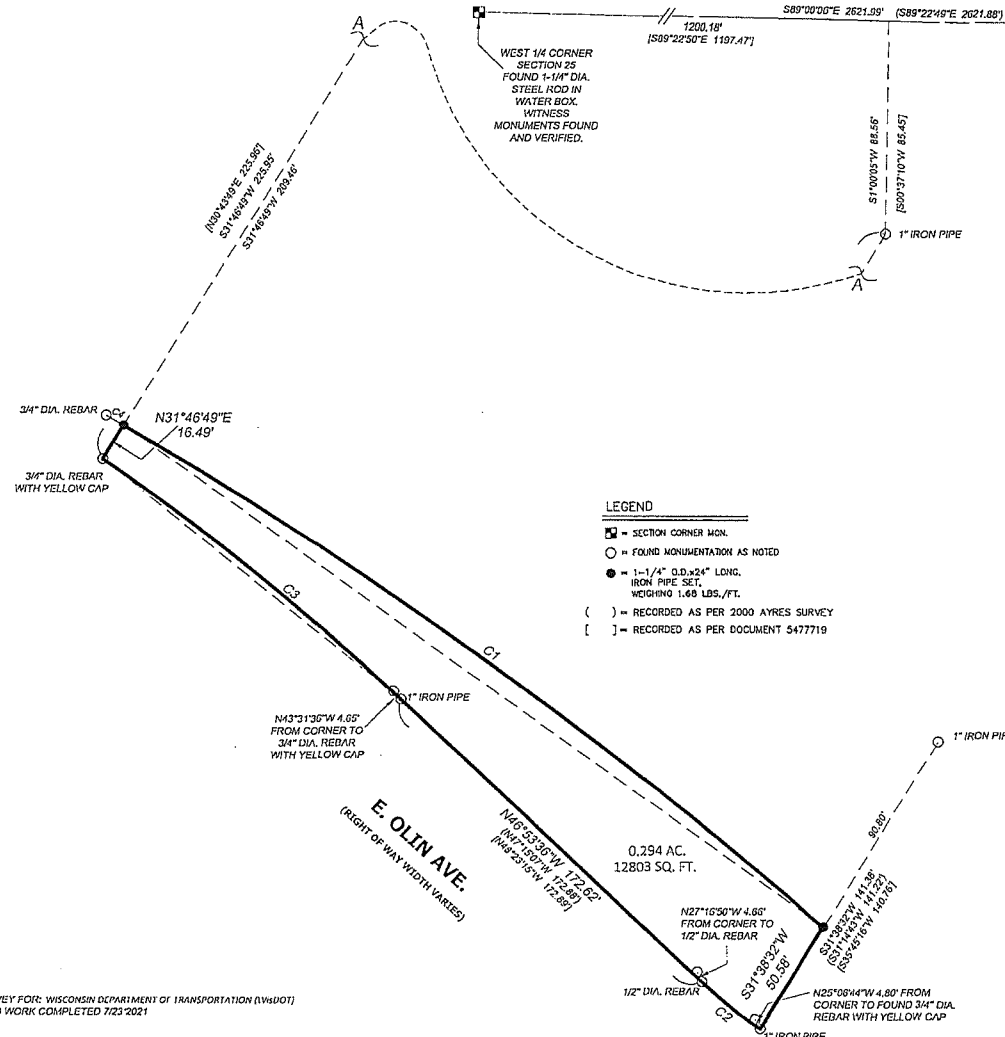 S89°00'06"E 2621.99' (S89°22'49"E 2621.88')
1200.18'
[S89°22'50"E 1197.47']
A
WEST 1/4 CORNER
SECTION 25
FOUND 1-1/4" DIA.
STEEL ROD IN
WATER BOX.
WITNESS
MONUMENTS FOUND
AND VERIFIED.
[N30°43'49"E 225.95']
S31°46'49"W 225.95'
S31°46'49"W 209.46'
S1°00'05"W 88.56'
[S00°37'10"W 85.45']
1" IRON PIPE
A
3/4" DIA. REBAR
C4
N31°46'49"E
16.49'
3/4" DIA. REBAR
WITH YELLOW CAP
LEGEND
= SECTION CORNER MON.
= FOUND MONUMENTATION AS NOTED
= 1-1/4" O.D.x24" LONG.
IRON PIPE SET,
WEIGHING 1.68 LBS./FT.
( ) = RECORDED AS PER 2000 AYRES SURVEY
[ ] = RECORDED AS PER DOCUMENT 5477719
C3
C1
1" IRON PIPE
N43°31'36"W 4.65'
FROM CORNER TO
3/4" DIA. REBAR
WITH YELLOW CAP
1" IRON PI
90.80'
E. OLIN AVE.
(RIGHT OF WAY WIDTH VARIES)
N46°53'36"W 172.62'
(N47°15'07"W 172.88')
[N48°23'15"W 172.89']
0.294 AC.
12803 SQ. FT.
S31°38'32"W 141.38'
(S31°14'43"W 141.22')
[S35°45'16"W 140.76']
N27°16'50"W 4.66'
FROM CORNER TO
1/2" DIA. REBAR
S31°38'32"W
50.58'
1/2" DIA. REBAR
C2
N25°06'44"W 4.80' FROM
CORNER TO FOUND 3/4" DIA.
REBAR WITH YELLOW CAP
1" IRON PIPE
EY FOR: WISCONSIN DEPARTMENT OF TRANSPORTATION (WisDOT)
WORK COMPLETED 7/23/2021